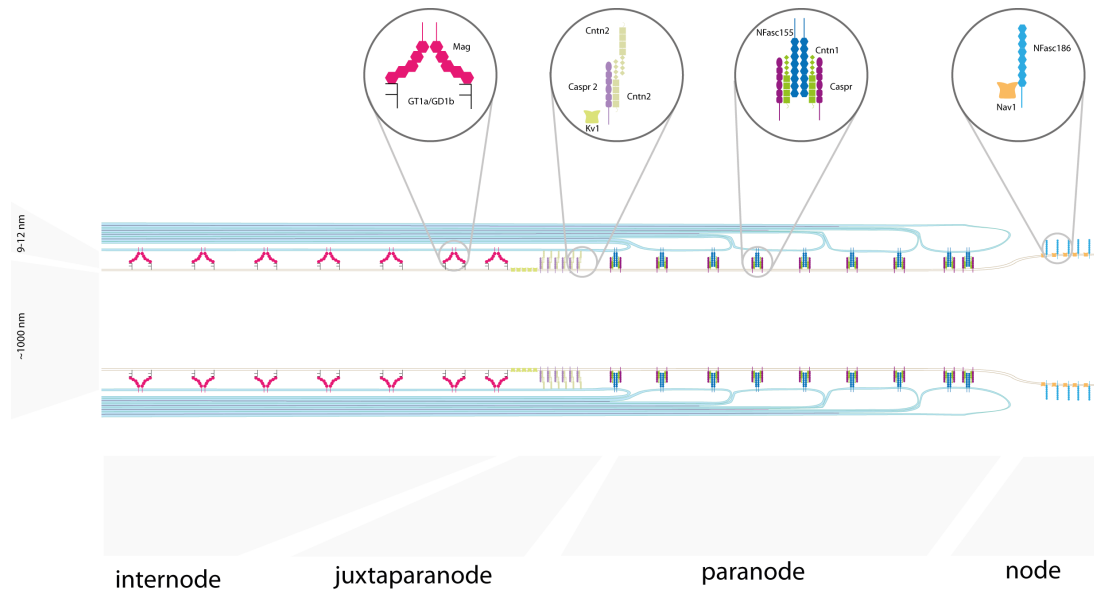 Mag
GT1a/GD1b
Cntn2
Caspr 2
Cntn2
Kv1
NFasc155
Cntn1
Caspr
NFasc186
Nav1
9-12 nm
~1000 nm
internode
juxtaparanode
paranode
node